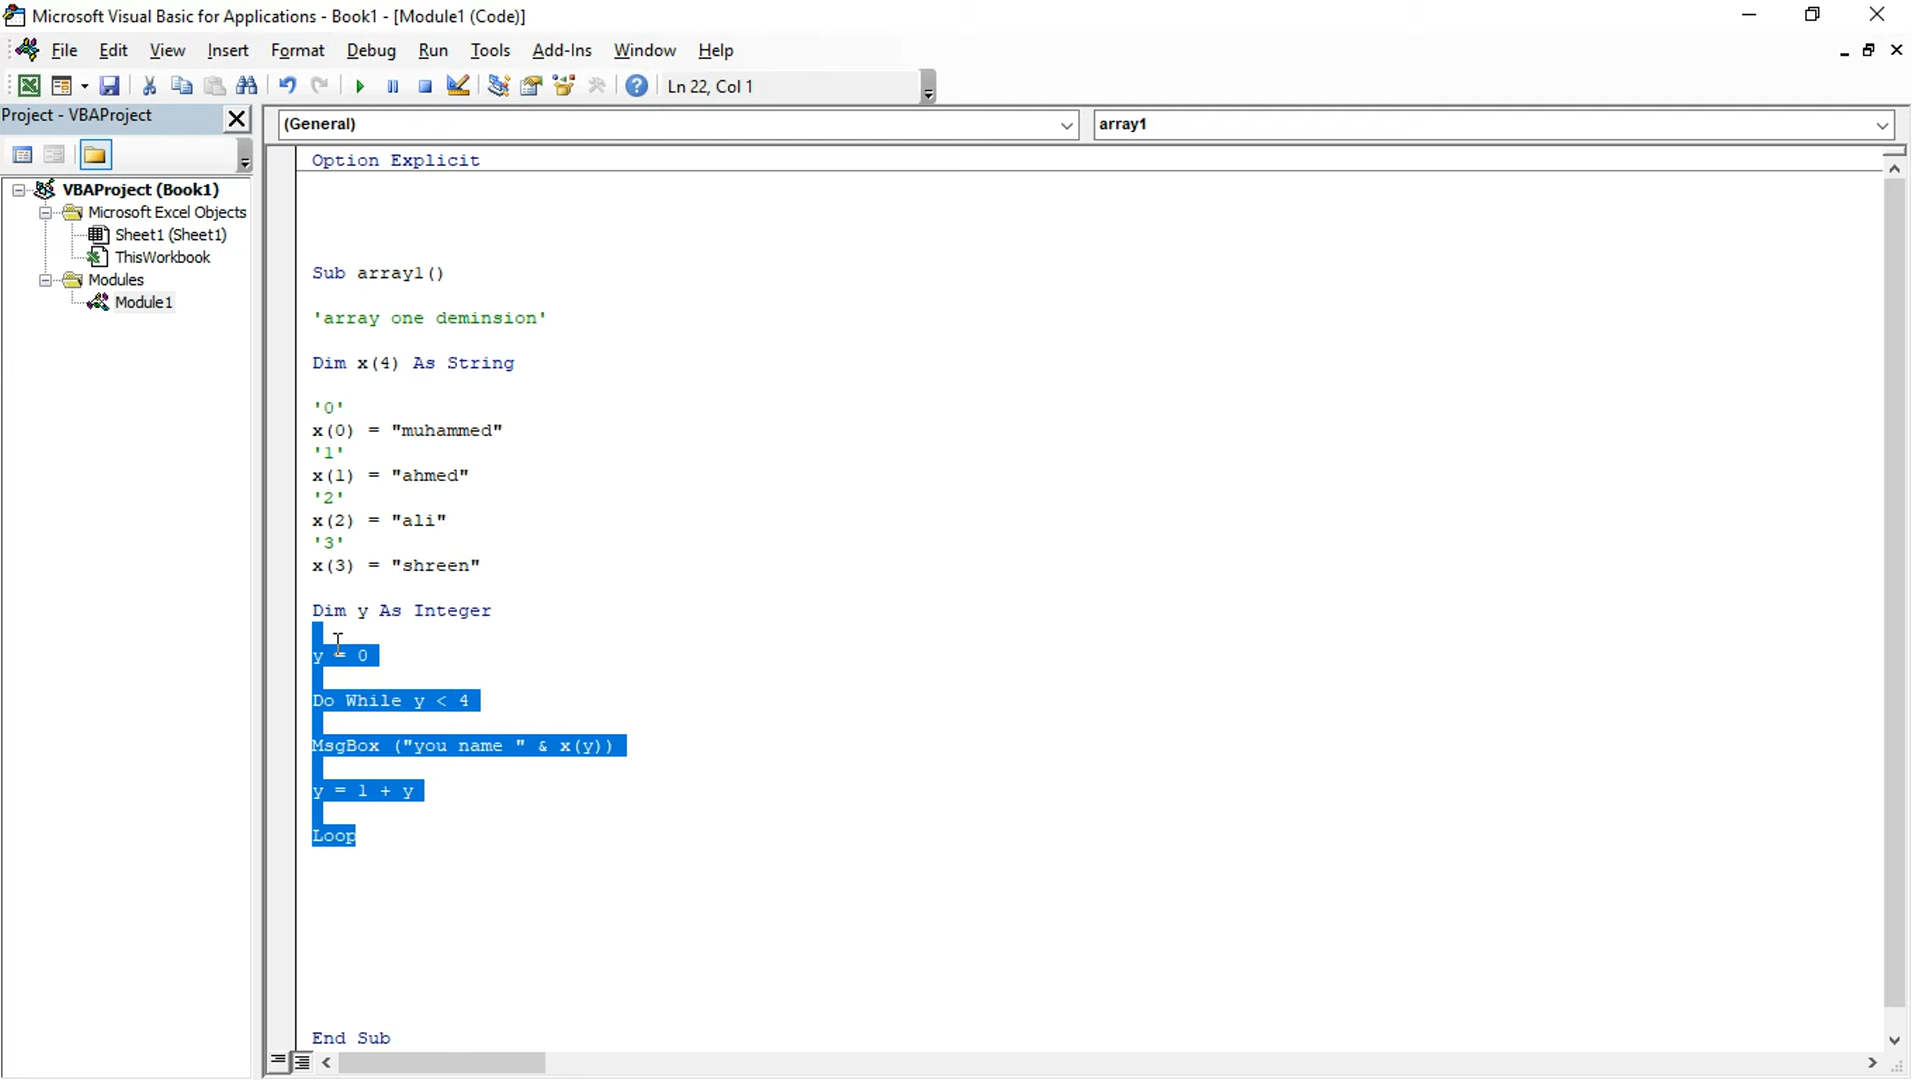 Microsoft Visual Basic for Applications - Book1 - [Module1 (Code)]
File Edit View Insert Format Debug Run Tools Add-Ins Window Help
Ln 22, Col 1
Project - VBAProject
(General)
array1
VBAProject (Book1)
Microsoft Excel Objects
Sheet1 (Sheet1)
ThisWorkbook
Modules
Module1
Option Explicit
Sub array1()
'array one deminsion'
Dim x(4) As String
'0'
x(0) = "muhammed"
'1'
x(1) = "ahmed"
'2'
x(2) = "ali"
'3'
x(3) = "shreen"
Dim y As Integer
y = 0
Do While y < 4
MsgBox ("you name " & x(y))
y = 1 + y
Loop
End Sub